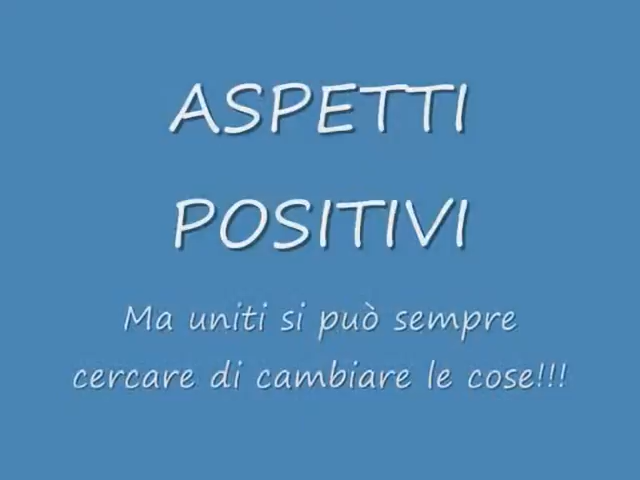 ASPETTI
POSITIVI
Ma uniti si può sempre
cercare di cambiare le cose!!!